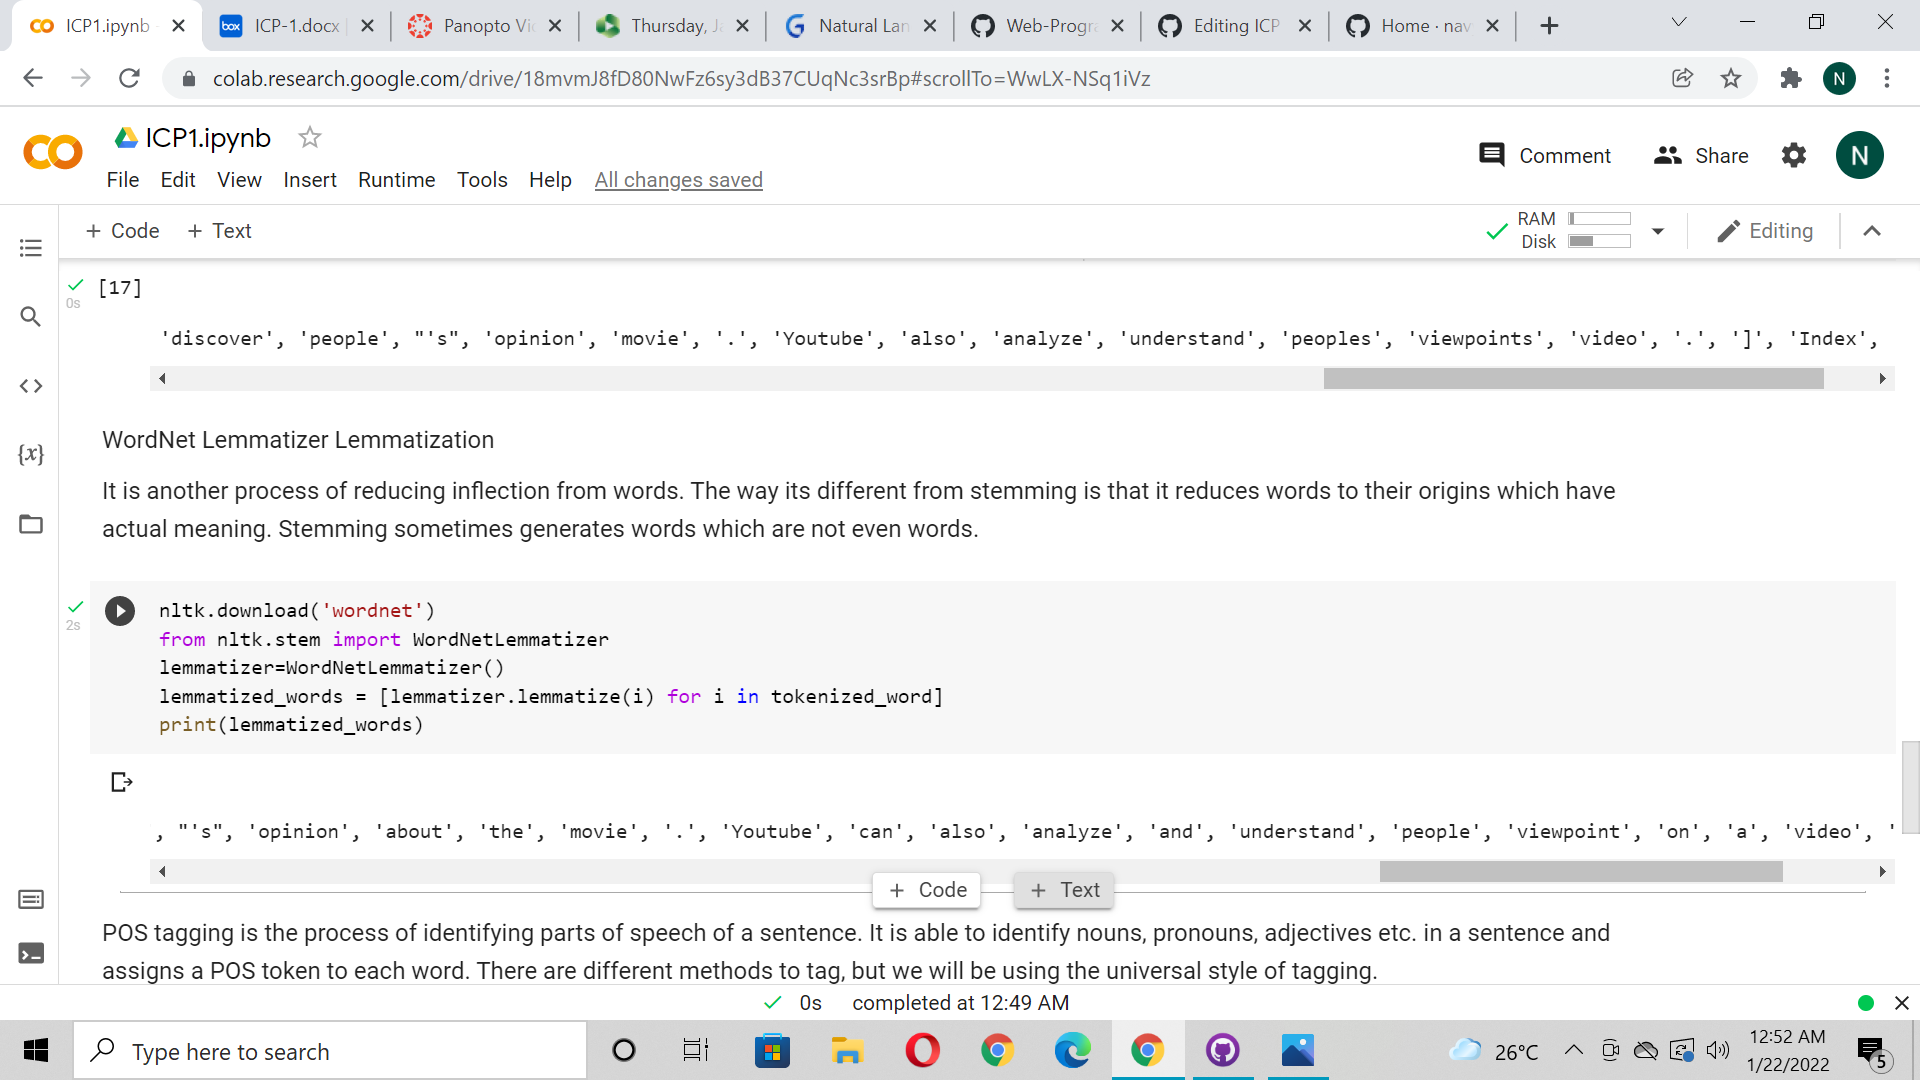 ICP1.ipynb
ICP-1.docx
Panopto Vi
Thursday, Ja
Natural Lan
Web-Progra
Editing ICP
Home · nav
colab.research.google.com/drive/18mvmJ8fD80NwFz6sy3dB37CUqNc3srBp#scrollTo=WwLX-NSq1iVz
N
ICP1.ipynb
Comment
Share
N
File Edit View Insert Runtime Tools Help All changes saved
+ Code + Text
RAM
Disk
Editing
[17]
0s
'discover', 'people', "'s", 'opinion', 'movie', '.', 'Youtube', 'also', 'analyze', 'understand', 'peoples', 'viewpoints', 'video', '.', ']', 'Index',
WordNet Lemmatizer Lemmatization
It is another process of reducing inflection from words. The way its different from stemming is that it reduces words to their origins which have
actual meaning. Stemming sometimes generates words which are not even words.
2s
nltk.download('wordnet')
from nltk.stem import WordNetLemmatizer
lemmatizer=WordNetLemmatizer()
lemmatized_words = [lemmatizer.lemmatize(i) for i in tokenized_word]
print(lemmatized_words)
, "'s", 'opinion', 'about', 'the', 'movie', '.', 'Youtube', 'can', 'also', 'analyze', 'and', 'understand', 'people', 'viewpoint', 'on', 'a', 'video', '
+ Code + Text
POS tagging is the process of identifying parts of speech of a sentence. It is able to identify nouns, pronouns, adjectives etc. in a sentence and
assigns a POS token to each word. There are different methods to tag, but we will be using the universal style of tagging.
0s completed at 12:49 AM
Type here to search
26°C
12:52 AM
1/22/2022
5